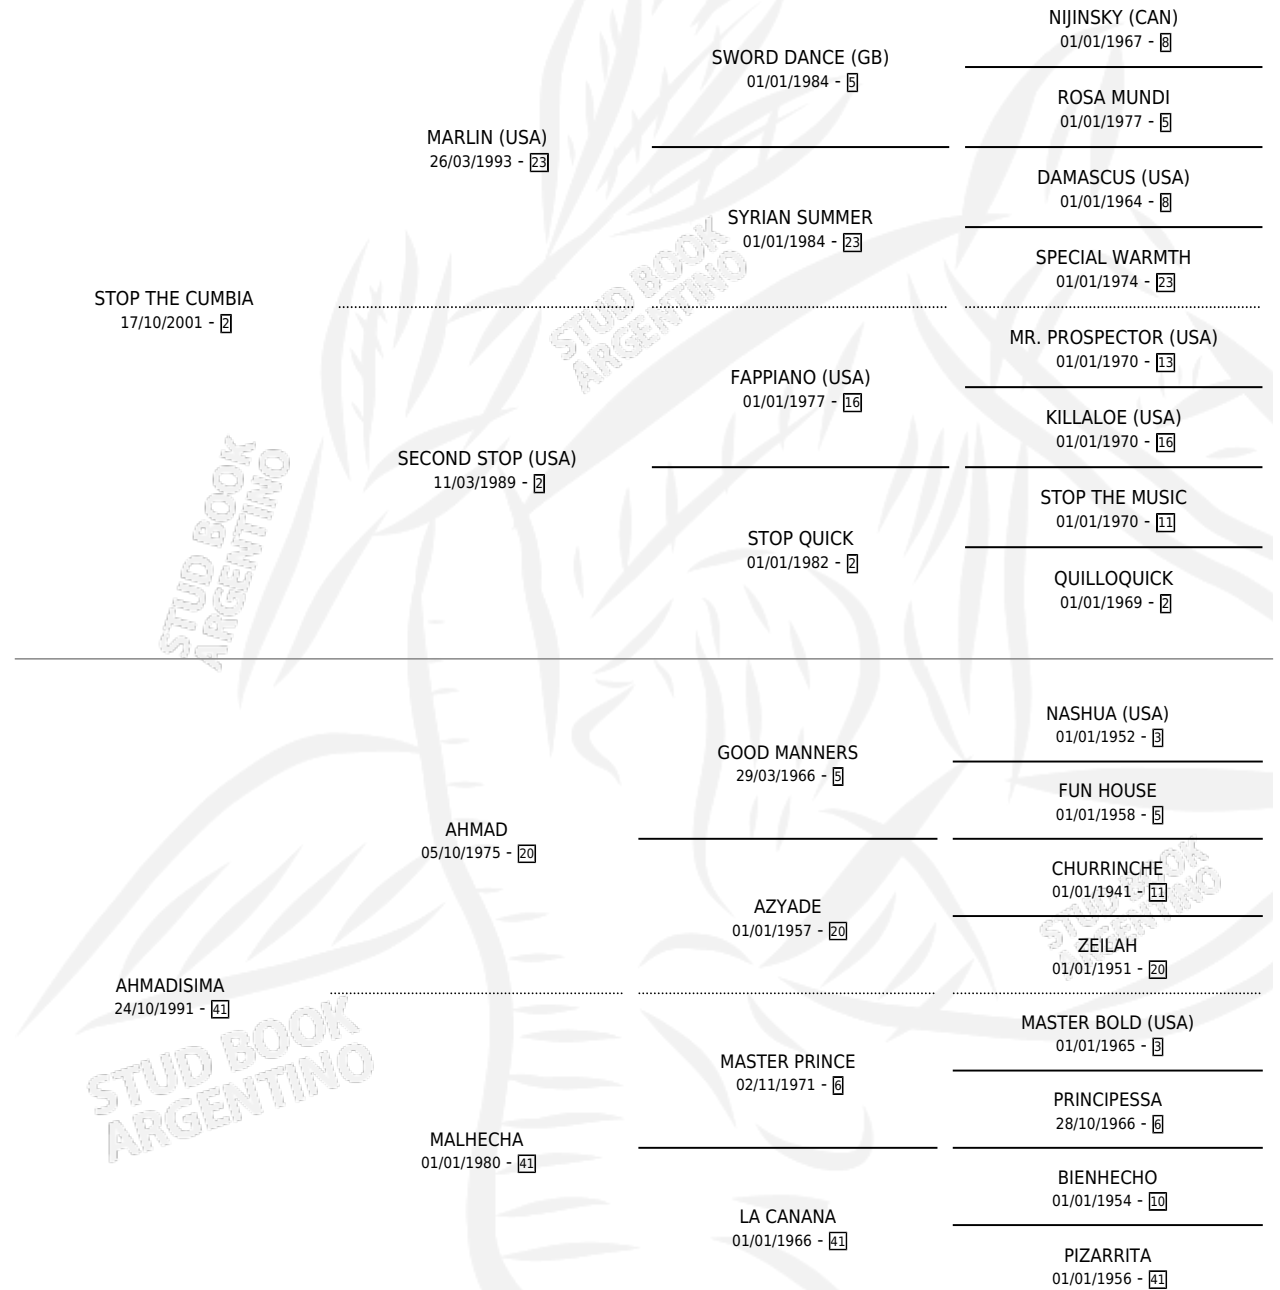 NIJINSKY (CAN)
01/01/1967 - 8
SWORD DANCE (GB)
01/01/1984 - 5
ROSA MUNDI
01/01/1977 - 5
MARLIN (USA)
26/03/1993 - 23
DAMASCUS (USA)
01/01/1964 - 8
SYRIAN SUMMER
01/01/1984 - 23
SPECIAL WARMTH
01/01/1974 - 23
STOP THE CUMBIA
17/10/2001 - 2
MR. PROSPECTOR (USA)
01/01/1970 - 13
FAPPIANO (USA)
01/01/1977 - 16
KILLALOE (USA)
01/01/1970 - 16
SECOND STOP (USA)
11/03/1989 - 2
STOP THE MUSIC
01/01/1970 - 11
STOP QUICK
01/01/1982 - 2
QUILLOQUICK
01/01/1969 - 2
NASHUA (USA)
01/01/1952 - 3
GOOD MANNERS
29/03/1966 - 5
FUN HOUSE
01/01/1958 - 5
AHMAD
05/10/1975 - 20
CHURRINCHE
01/01/1941 - 11
AZYADE
01/01/1957 - 20
ZEILAH
01/01/1951 - 20
AHMADISIMA
24/10/1991 - 41
MASTER BOLD (USA)
01/01/1965 - 3
MASTER PRINCE
02/11/1971 - 6
PRINCIPESSA
28/10/1966 - 6
MALHECHA
01/01/1980 - 41
BIENHECHO
01/01/1954 - 10
LA CANANA
01/01/1966 - 41
PIZARRITA
01/01/1956 - 41
STUD BOOK
ARGENTINO
STUD BOOK
ARGENTINO
STUD BOOK
ARGENTINO
STUD BOOK
ARGENTINO